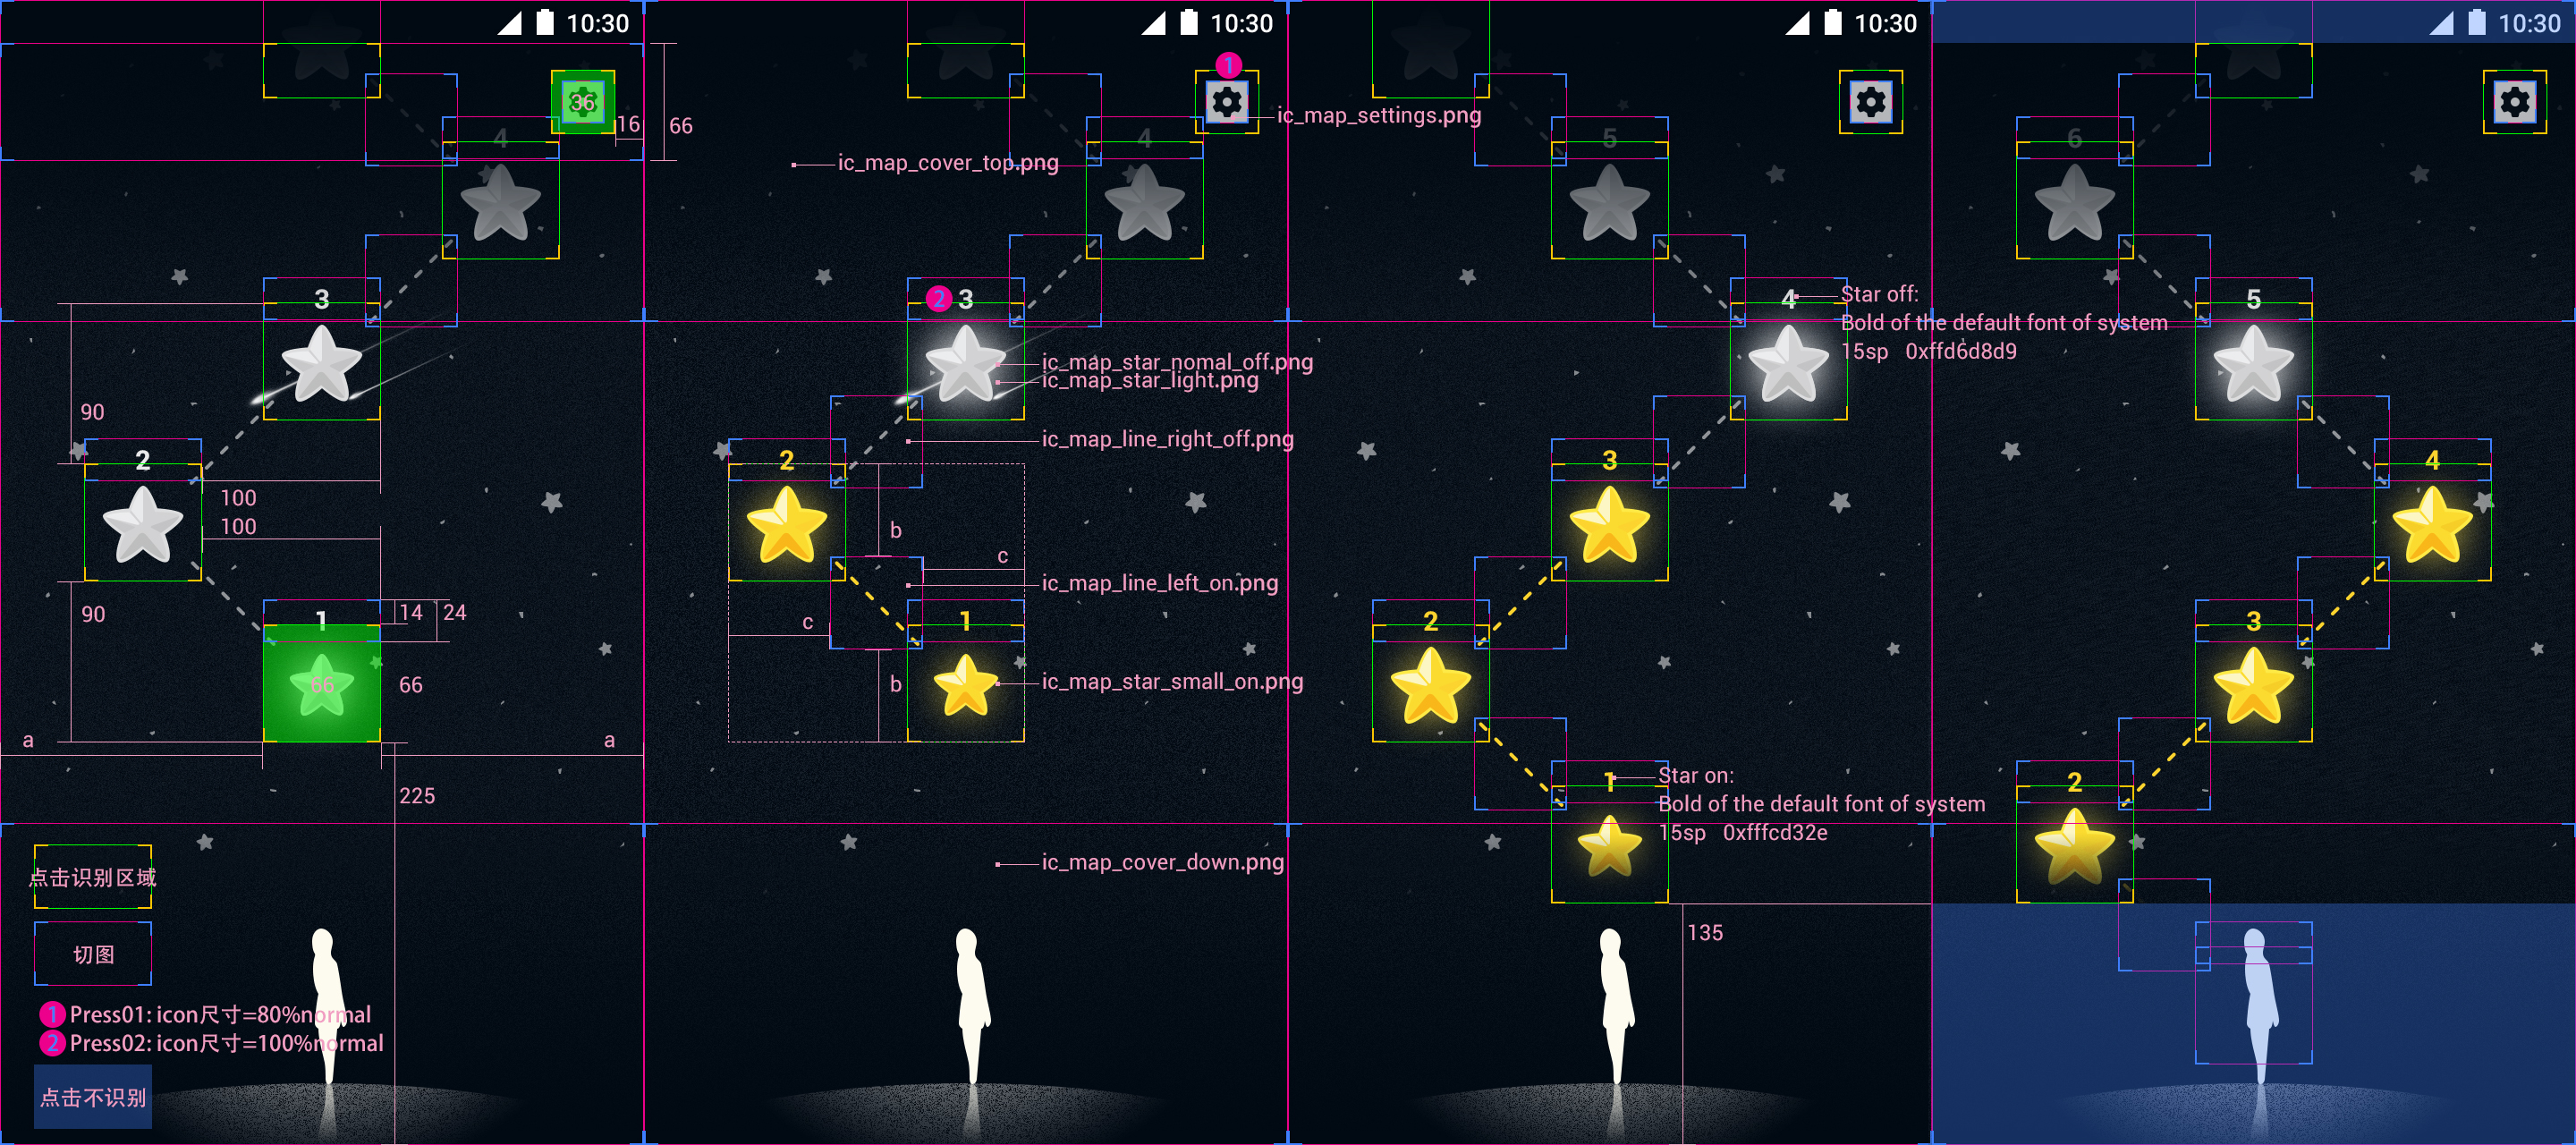 10:30
36
16
66
4
3
90
2
100
100
90
1
14
24
66
66
a
a
225
点击识别区域
切图
1 Press01: icon尺寸=80%normal
2 Press02: icon尺寸=100%normal
点击不识别
10:30
1
ic_map_settings.png
4
ic_map_cover_top.png
2
3
ic_map_star_nomal_off.png
ic_map_star_light.png
ic_map_line_right_off.png
2
b
c
ic_map_line_left_on.png
c
1
b
ic_map_star_small_on.png
ic_map_cover_down.png
10:30
5
4
Star off:
Bold of the default font of system
15sp 0xffd6d8d9
3
2
1
Star on:
Bold of the default font of system
15sp 0xfffcd32e
135
10:30
6
5
4
3
2